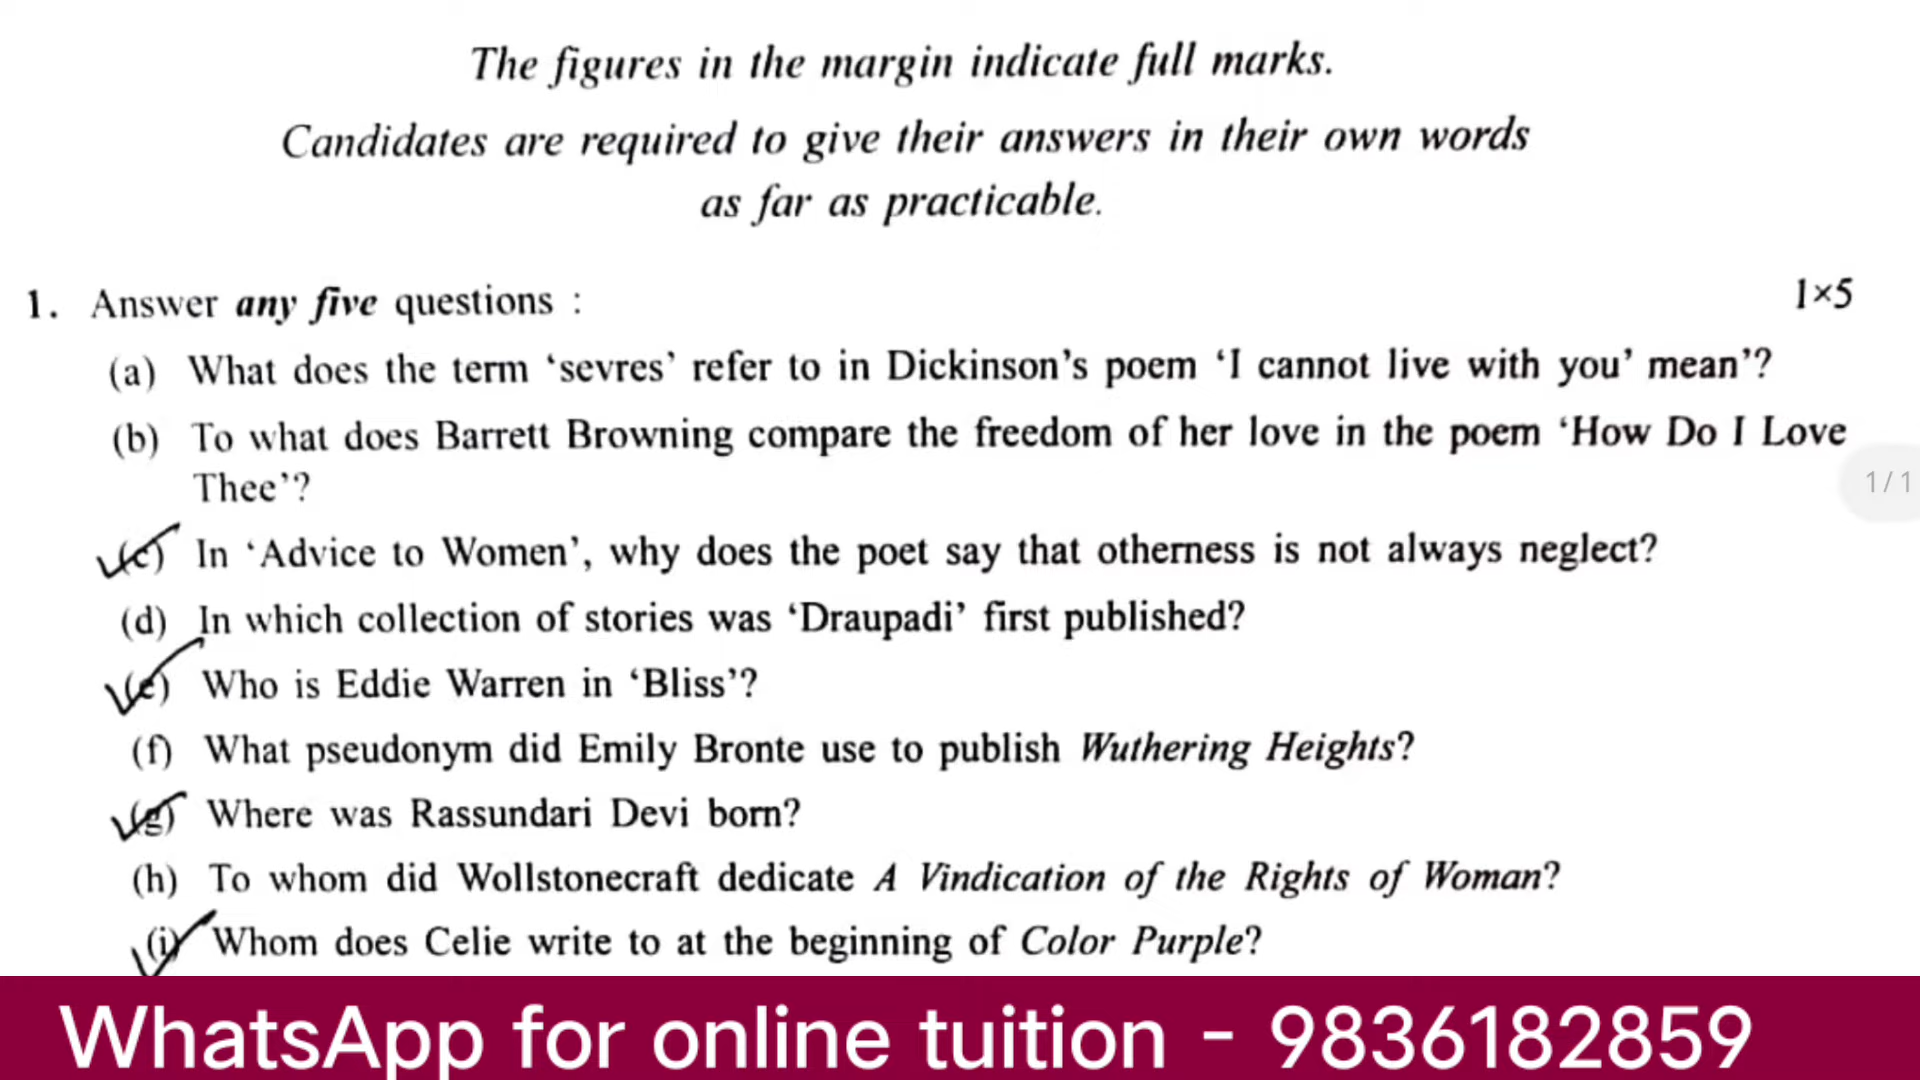 The figures in the margin indicate full marks.
Candidates are required to give their answers in their own words
as far as practicable.
1. Answer any five questions : 1×5
(a) What does the term ‘sevres’ refer to in Dickinson’s poem ‘I cannot live with you’ mean’?
(b) To what does Barrett Browning compare the freedom of her love in the poem ‘How Do I Love
Thee’?
1/1
(c) In ‘Advice to Women’, why does the poet say that otherness is not always neglect?
(d) In which collection of stories was ‘Draupadi’ first published?
(e) Who is Eddie Warren in ‘Bliss’?
(f) What pseudonym did Emily Bronte use to publish Wuthering Heights?
(g) Where was Rassundari Devi born?
(h) To whom did Wollstonecraft dedicate A Vindication of the Rights of Woman?
(i) Whom does Celie write to at the beginning of Color Purple?
WhatsApp for online tuition - 9836182859